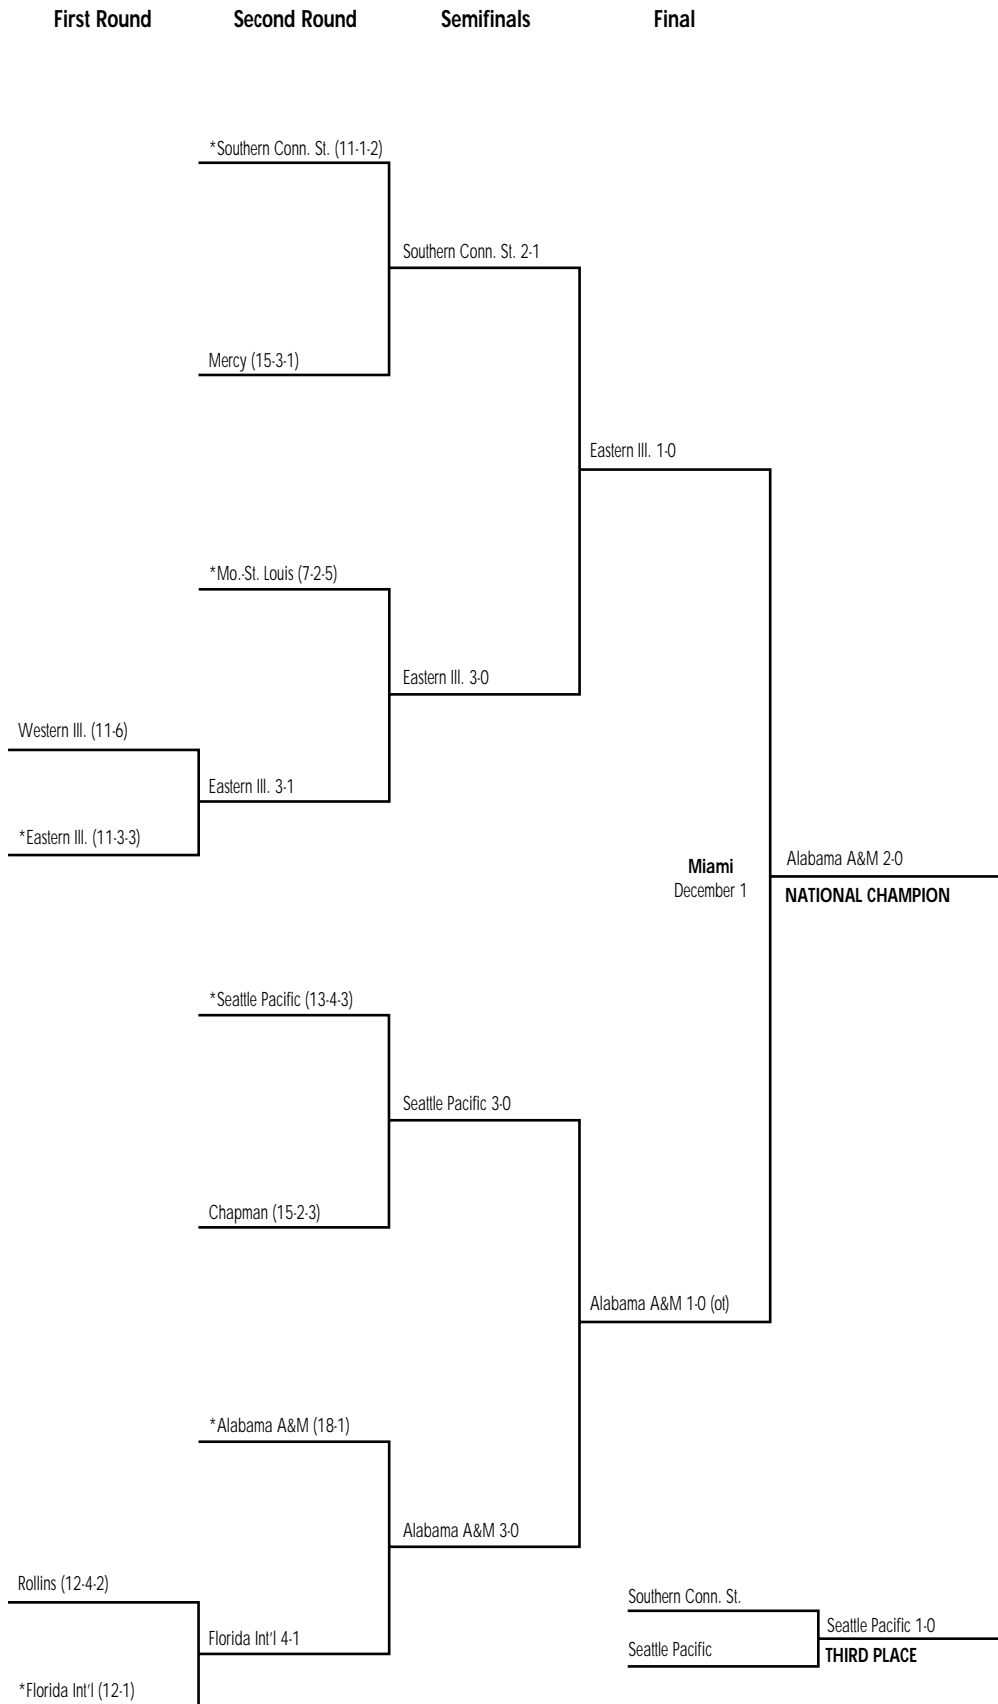 First Round Second Round Semifinals Final
*Southern Conn. St. (11-1-2)
Southern Conn. St. 2-1
Mercy (15-3-1)
Eastern Ill. 1-0
*Mo.-St. Louis (7-2-5)
Eastern Ill. 3-0
Western Ill. (11-6)
Eastern Ill. 3-1
*Eastern Ill. (11-3-3)
Miami
December 1
Alabama A&M 2-0
NATIONAL CHAMPION
*Seattle Pacific (13-4-3)
Seattle Pacific 3-0
Chapman (15-2-3)
Alabama A&M 1-0 (ot)
*Alabama A&M (18-1)
Alabama A&M 3-0
Rollins (12-4-2)
Florida Int'l 4-1
*Florida Int'l (12-1)
Southern Conn. St.
Seattle Pacific 1-0
Seattle Pacific
THIRD PLACE